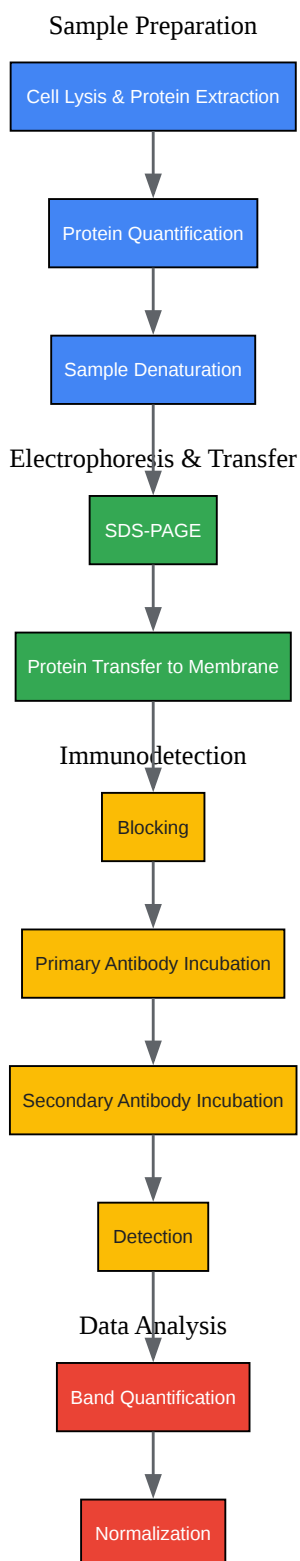 Sample Preparation
Cell Lysis & Protein Extraction
Protein Quantification
Sample Denaturation
Electrophoresis & Transfer
SDS-PAGE
Protein Transfer to Membrane
Immunodetection
Blocking
Primary Antibody Incubation
Secondary Antibody Incubation
Detection
Data Analysis
Band Quantification
Normalization